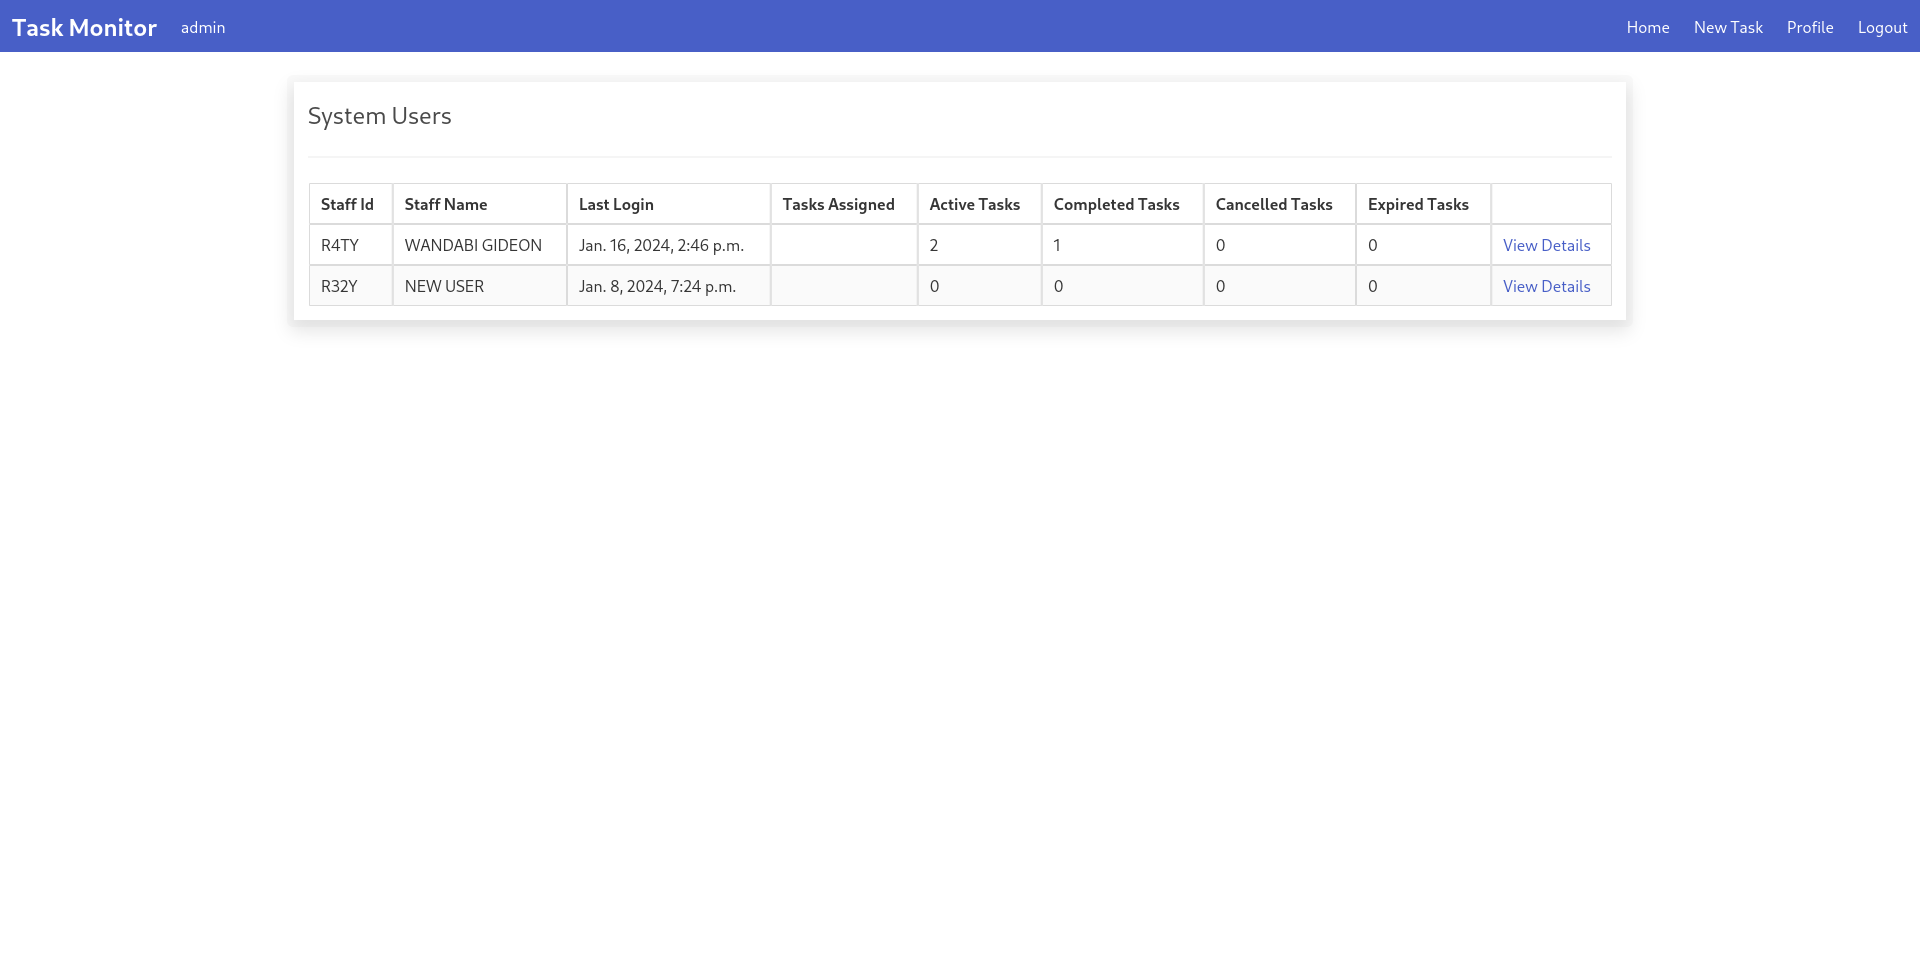 Task Monitor admin Home New Task Profile Logout
System Users
Staff Id Staff Name Last Login Tasks Assigned Active Tasks Completed Tasks Cancelled Tasks Expired Tasks
R4TY WANDABI GIDEON Jan. 16, 2024, 2:46 p.m. 2 1 0 0 View Details
R32Y NEW USER Jan. 8, 2024, 7:24 p.m. 0 0 0 0 View Details